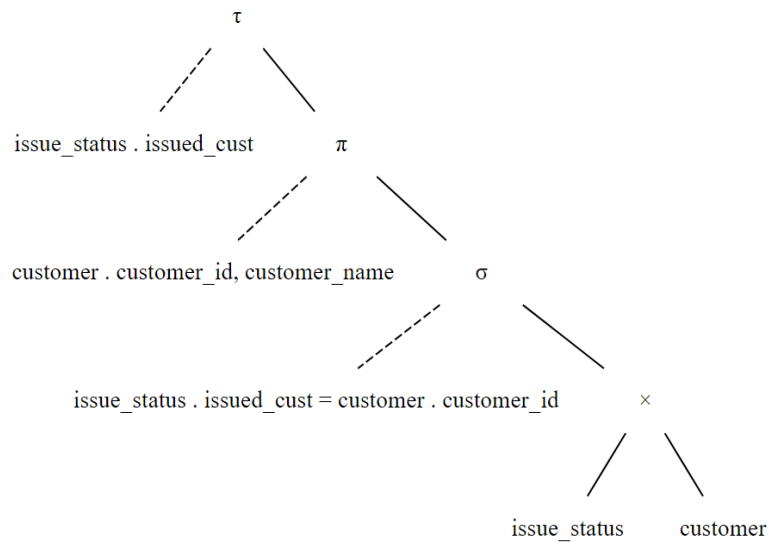 τ
issue_status . issued_cust
π
customer . customer_id, customer_name
σ
issue_status . issued_cust = customer . customer_id
×
issue_status
customer